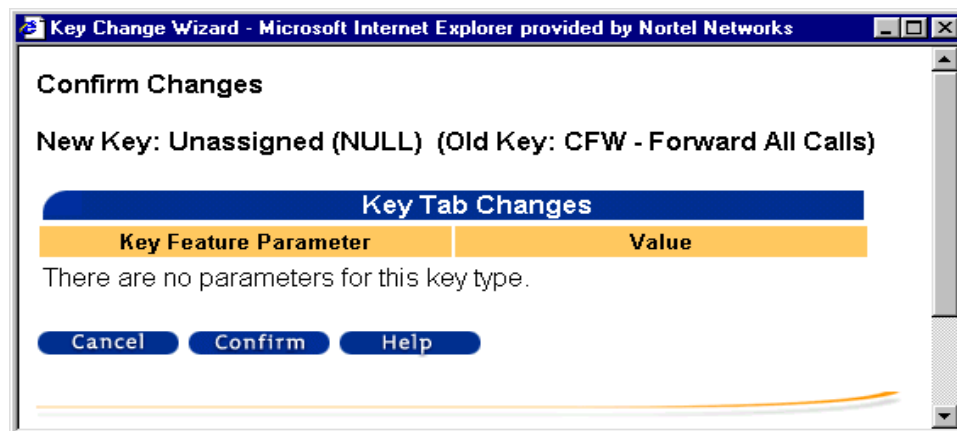 Key Change Wizard - Microsoft Internet Explorer provided by Nortel Networks
Confirm Changes
New Key: Unassigned (NULL) (Old Key: CFW - Forward All Calls)
Key Tab Changes
Key Feature Parameter Value
There are no parameters for this key type.
Cancel Confirm Help